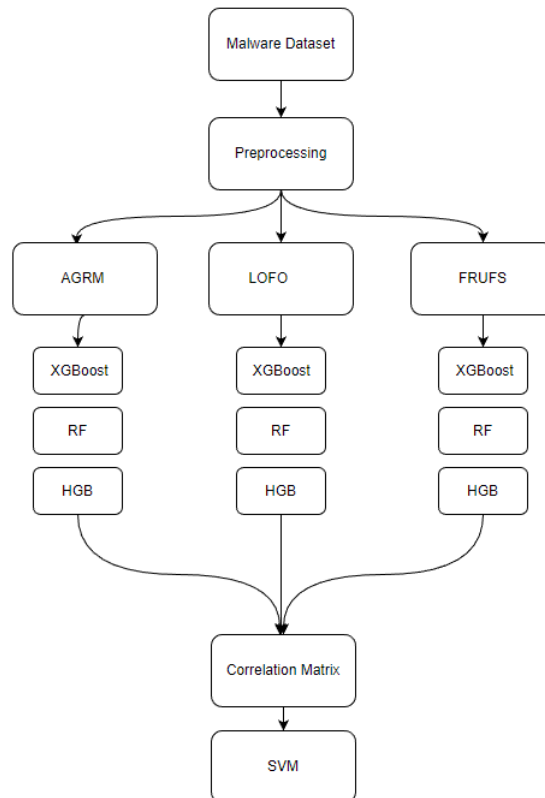 Malware Dataset
Preprocessing
AGRM
LOFO
FRUFS
XGBoost
XGBoost
XGBoost
RF
RF
RF
HGB
HGB
HGB
Correlation Matrix
SVM